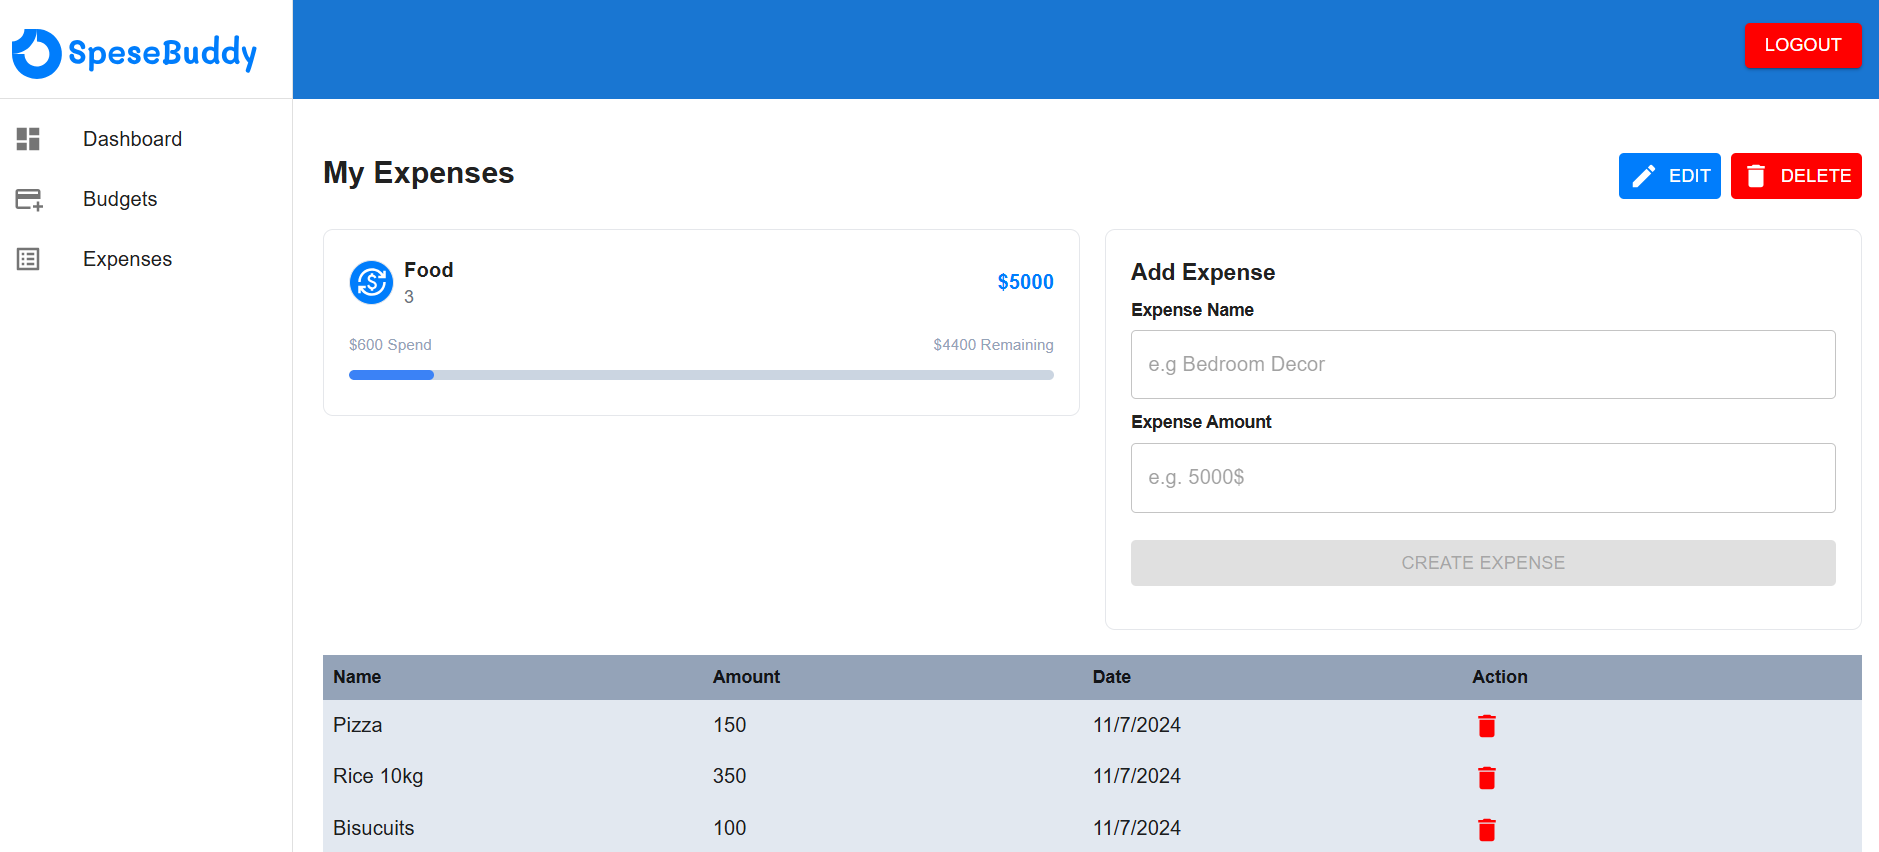 SpeseBuddy
LOGOUT
Dashboard
Budgets
Expenses
My Expenses
EDIT
DELETE
Food
3
$5000
$600 Spend
$4400 Remaining
Add Expense
Expense Name
e.g Bedroom Decor
Expense Amount
e.g. 5000$
CREATE EXPENSE
Name Amount Date Action
Pizza 150 11/7/2024
Rice 10kg 350 11/7/2024
Bisucuits 100 11/7/2024